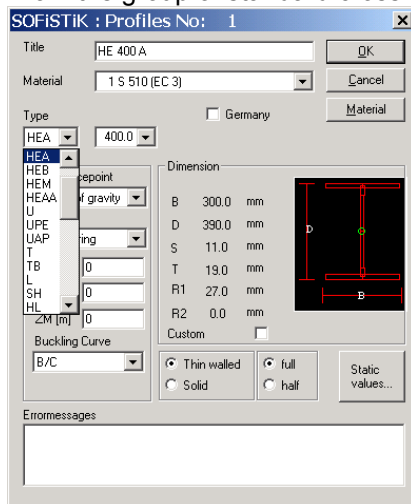 SOFiSTiK : Profiles No: 1
Title HE 400 A OK
Material 1 S 510 (EC 3) Cancel
Type Germany Material
HEA 400.0
HEA
HEB
HEM
HEAA
U
UPE
UAP
T
TB
L
SH
HL
cepoint
f gravity
ring
0
0
ZM [m] 0
Buckling Curve
B/C
Dimension
B 300.0 mm
D 390.0 mm
S 11.0 mm
T 19.0 mm
R1 27.0 mm
R2 0.0 mm
Custom
D
B
Thin walled full
Solid half
Static
values...
Errormessages